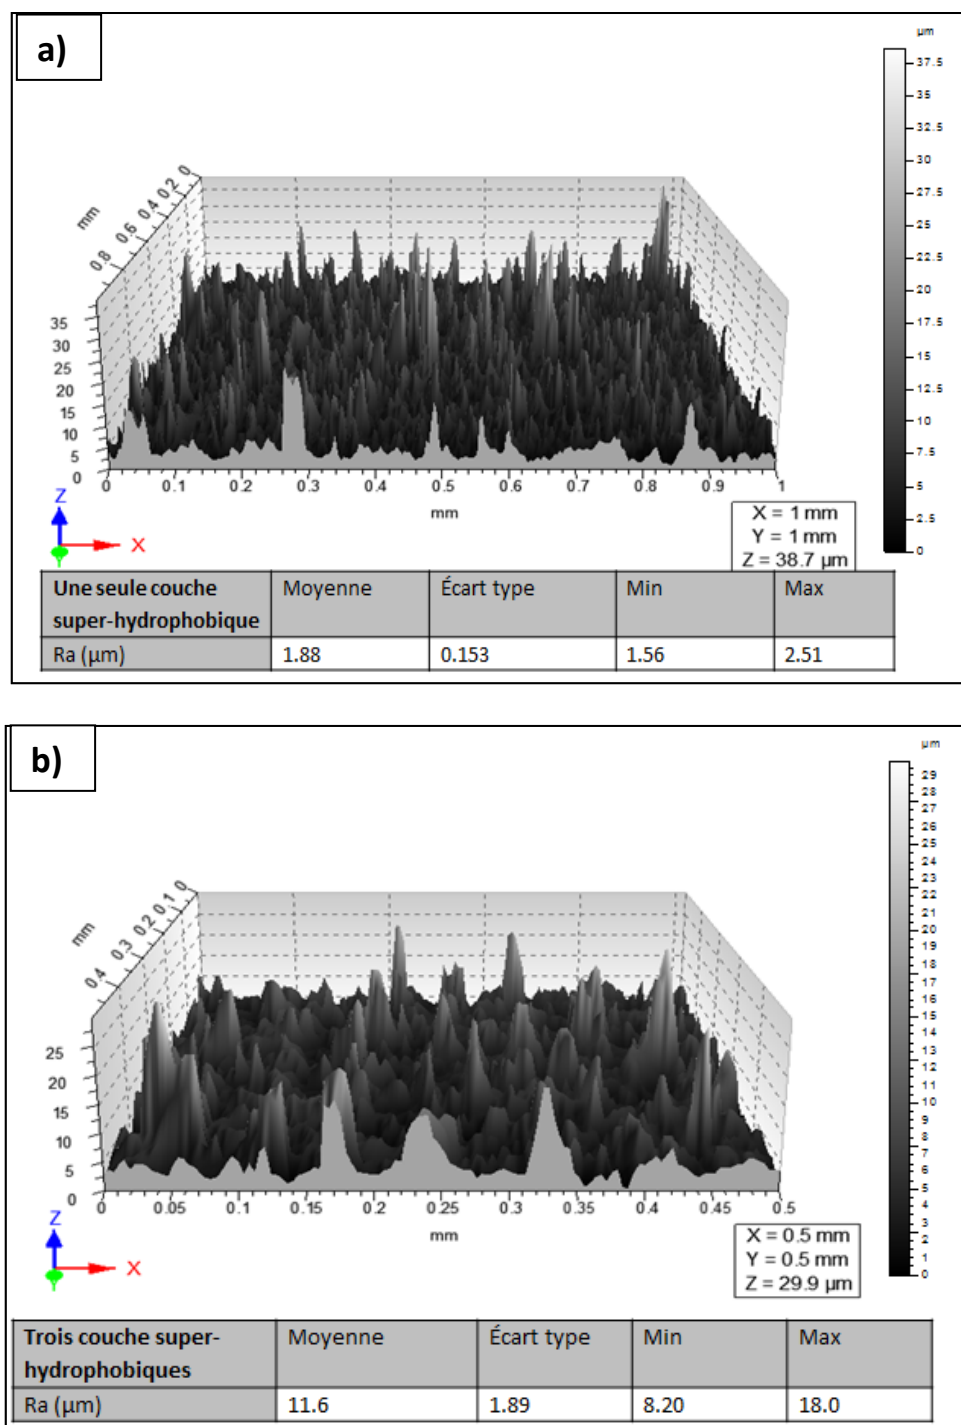 a)
µm
37.5
35
32.5
30
27.5
25
22.5
20
17.5
15
12.5
10
7.5
5
2.5
0
mm
0.8 0.6 0.4 0.2 0
35
30
25
20
15
10
5
0
0 0.1 0.2 0.3 0.4 0.5 0.6 0.7 0.8 0.9 1
mm
Z
X
Y
X = 1 mm
Y = 1 mm
Z = 38.7 µm
Une seule couche super-hydrophobique Moyenne Écart type Min Max
Ra (µm) 1.88 0.153 1.56 2.51
b)
µm
29
28
27
26
25
24
23
22
21
20
19
18
17
16
15
14
13
12
11
10
9
8
7
6
5
4
3
2
1
0
mm
0.4 0.3 0.2 0.1 0
25
20
15
10
5
0
0 0.05 0.1 0.15 0.2 0.25 0.3 0.35 0.4 0.45 0.5
mm
Z
X
Y
X = 0.5 mm
Y = 0.5 mm
Z = 29.9 µm
Trois couche super-hydrophobiques Moyenne Écart type Min Max
Ra (µm) 11.6 1.89 8.20 18.0